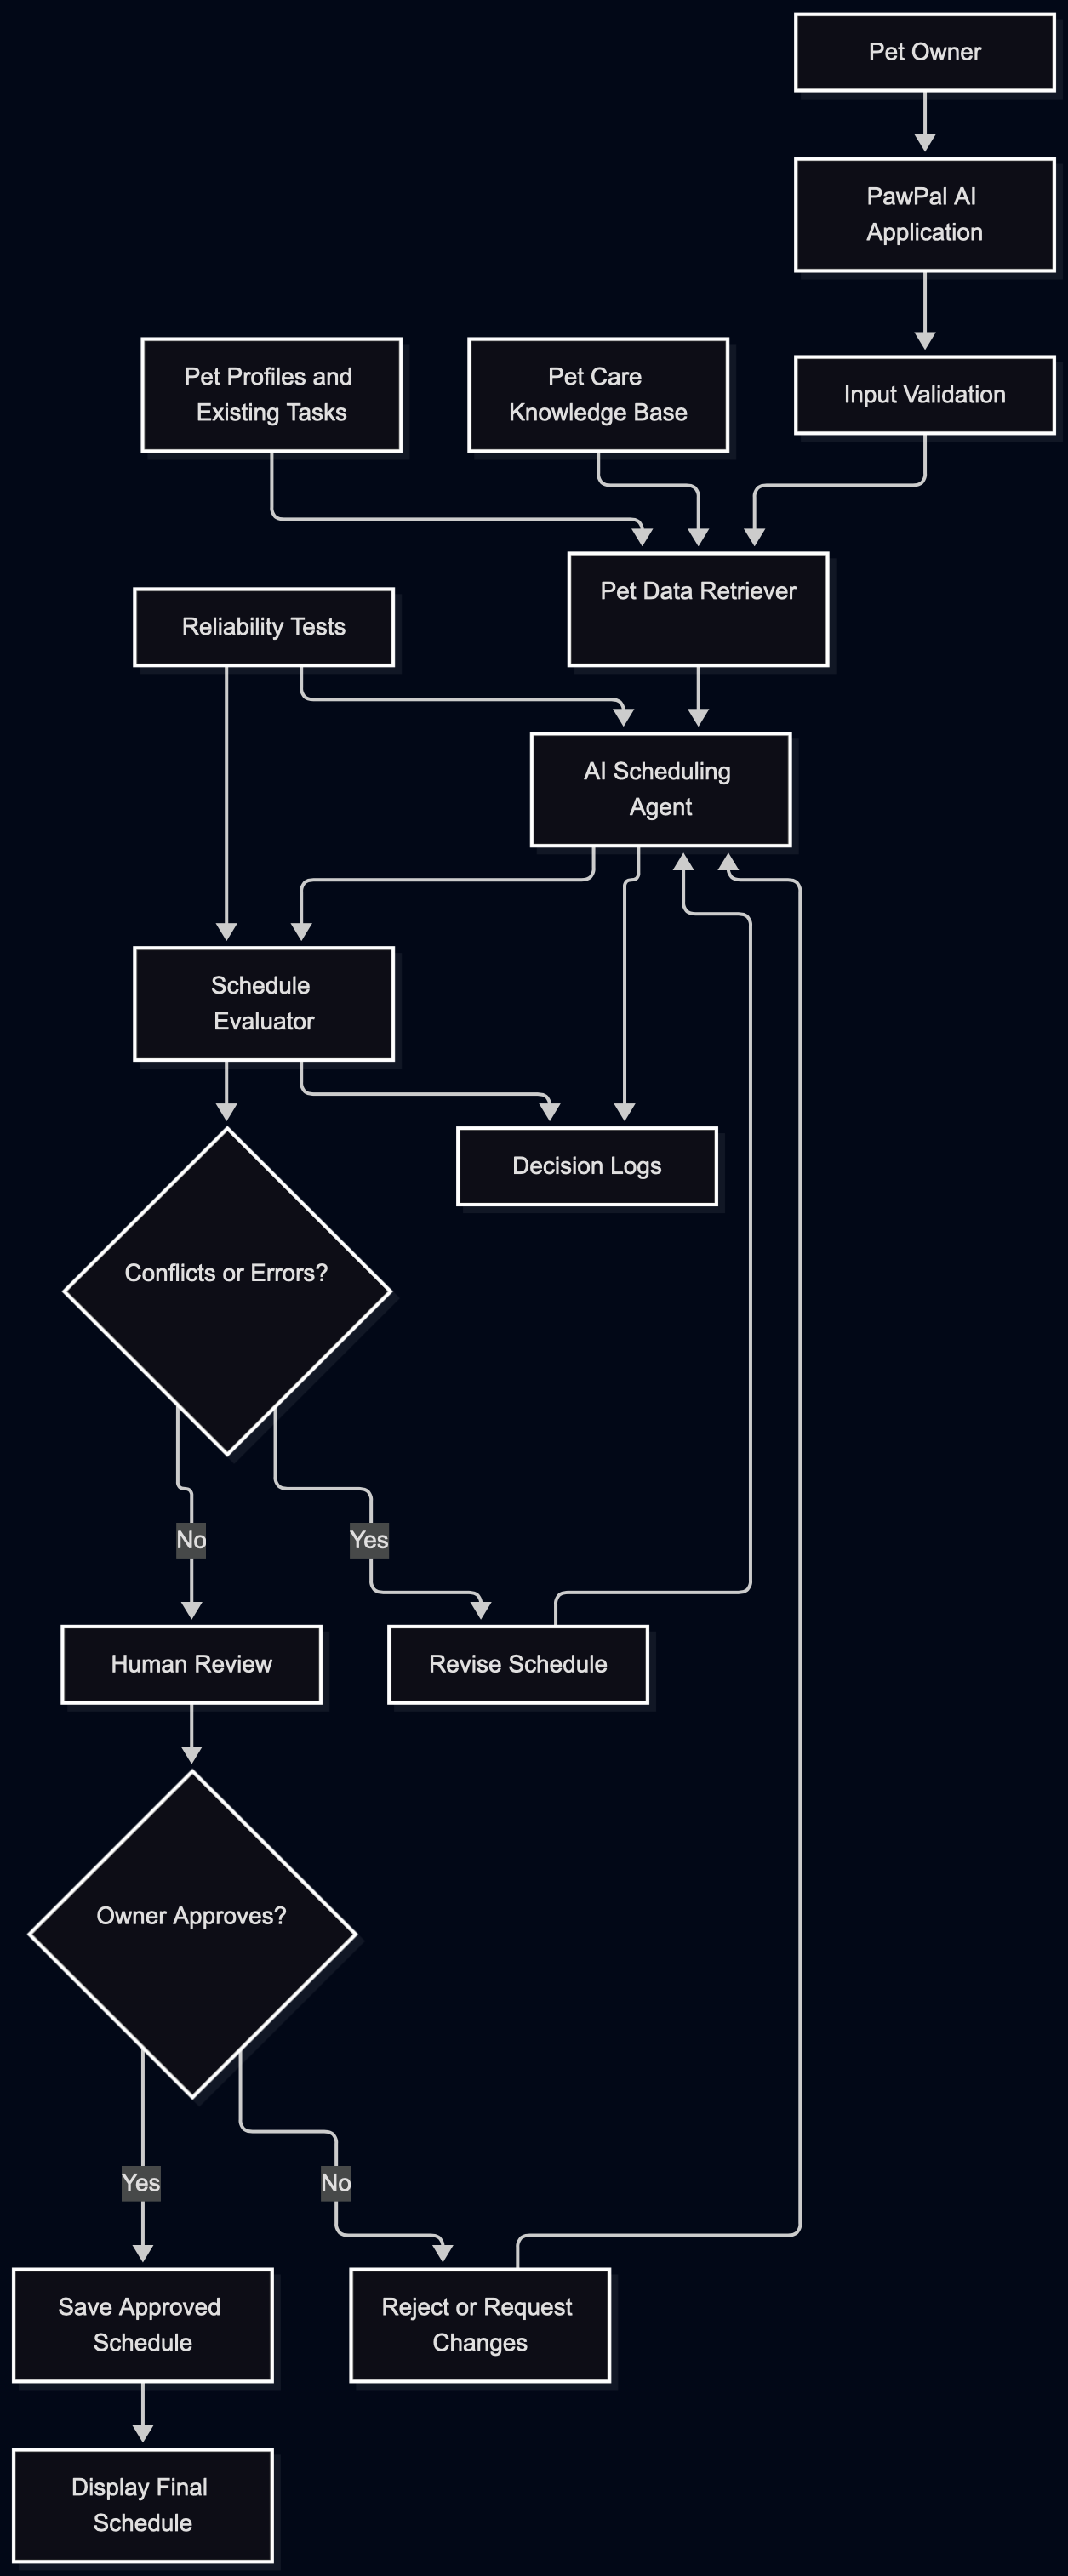 Pet Owner
PawPal AI
Application
Pet Profiles and
Existing Tasks
Pet Care
Knowledge Base
Input Validation
Pet Data Retriever
Reliability Tests
AI Scheduling
Agent
Schedule
Evaluator
Decision Logs
Conflicts or Errors?
No
Yes
Human Review
Revise Schedule
Owner Approves?
Yes
No
Save Approved
Schedule
Reject or Request
Changes
Display Final
Schedule